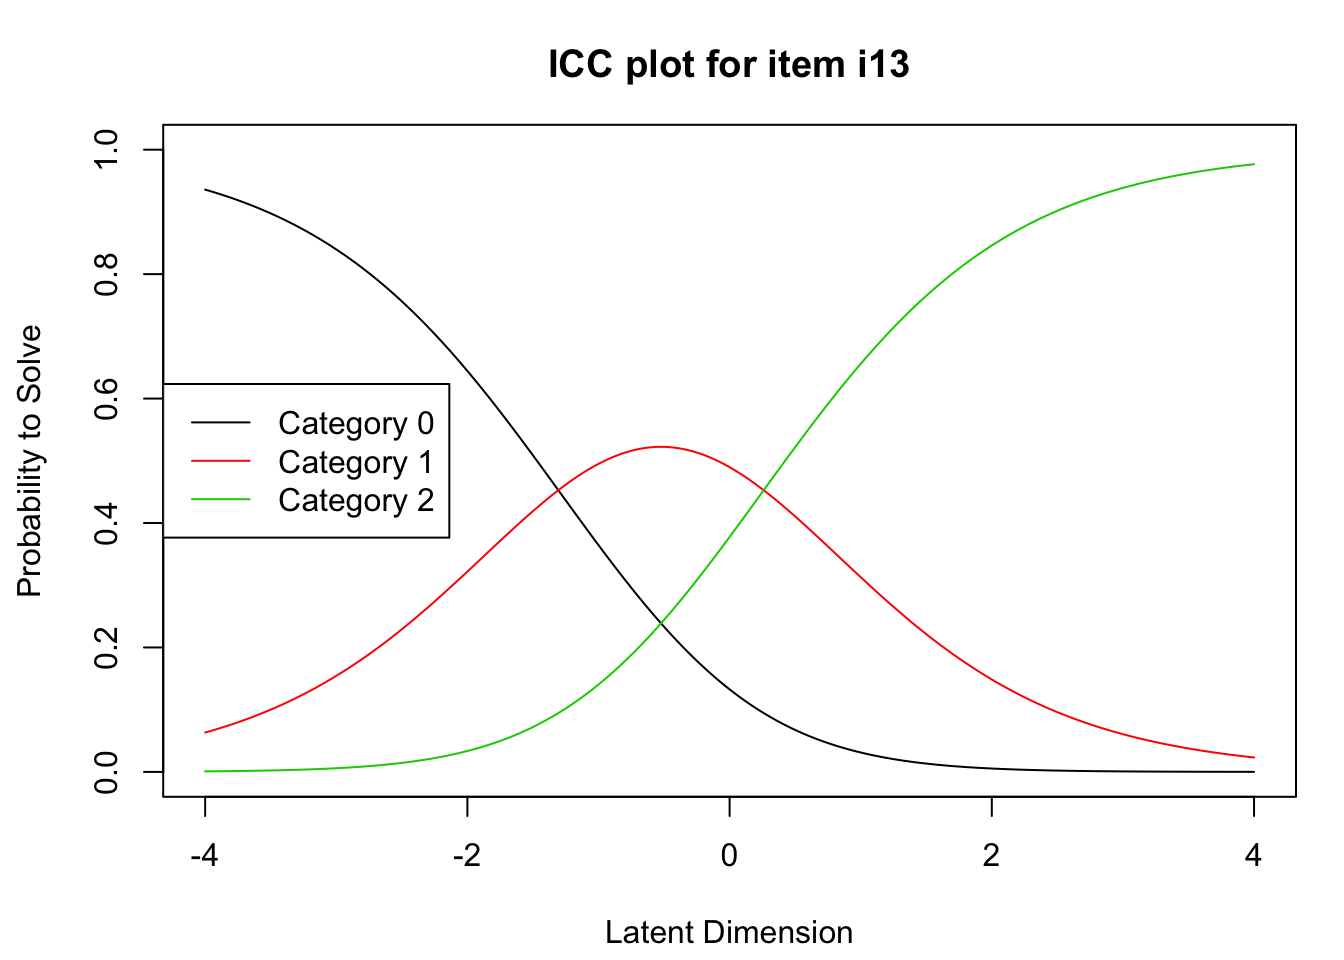 ICC plot for item i13
Probability to Solve
1.0
0.8
0.6
0.4
0.2
0.0
Category 0
Category 1
Category 2
-4 -2 0 2 4
Latent Dimension